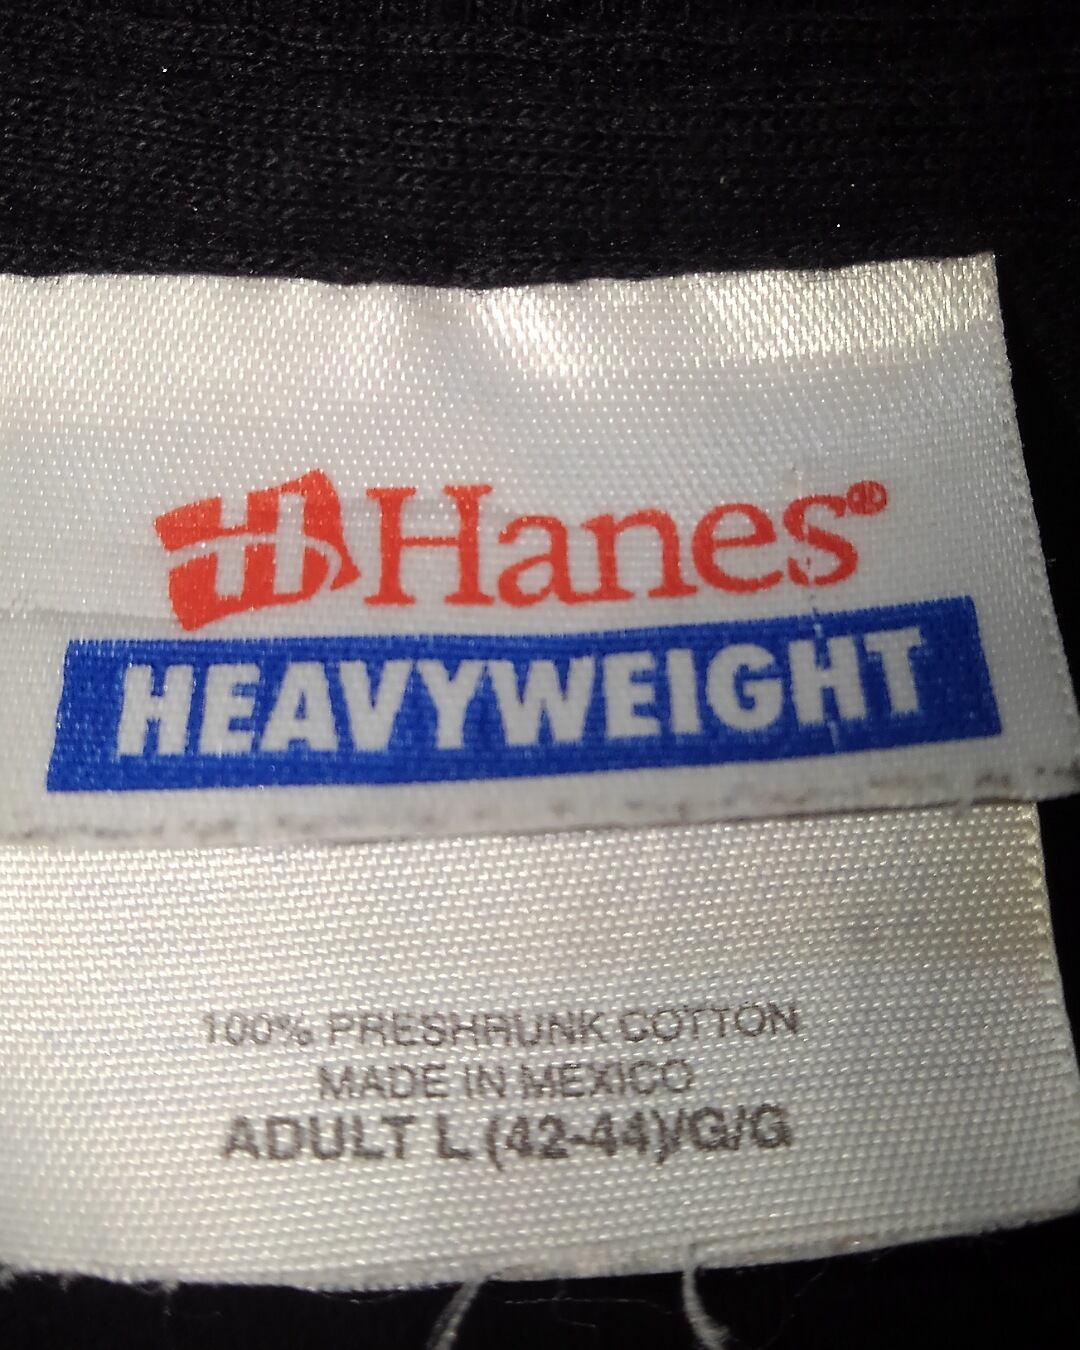 Hanes®
HEAVYWEIGHT
100% PRESHRUNK COTTON
MADE IN MEXICO
ADULT L (42-44)/G/G